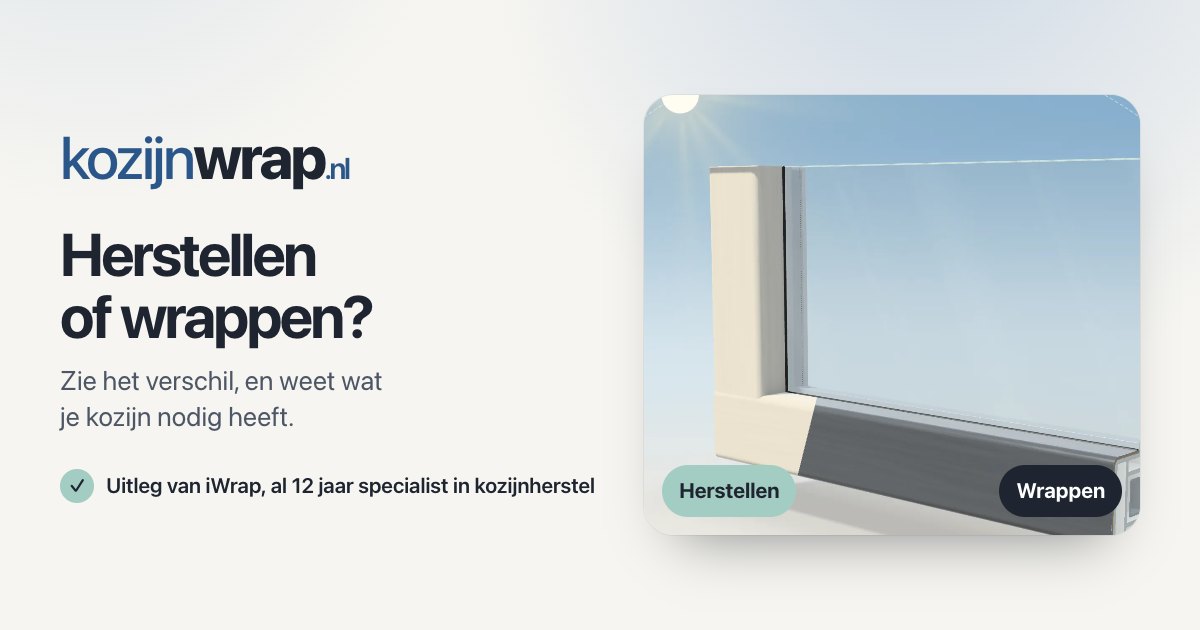 kozijnwrap.nl
Herstellen
of wrappen?
Zie het verschil, en weet wat
je kozijn nodig heeft.
Uitleg van iWrap, al 12 jaar specialist in kozijnherstel
Herstellen
Wrappen